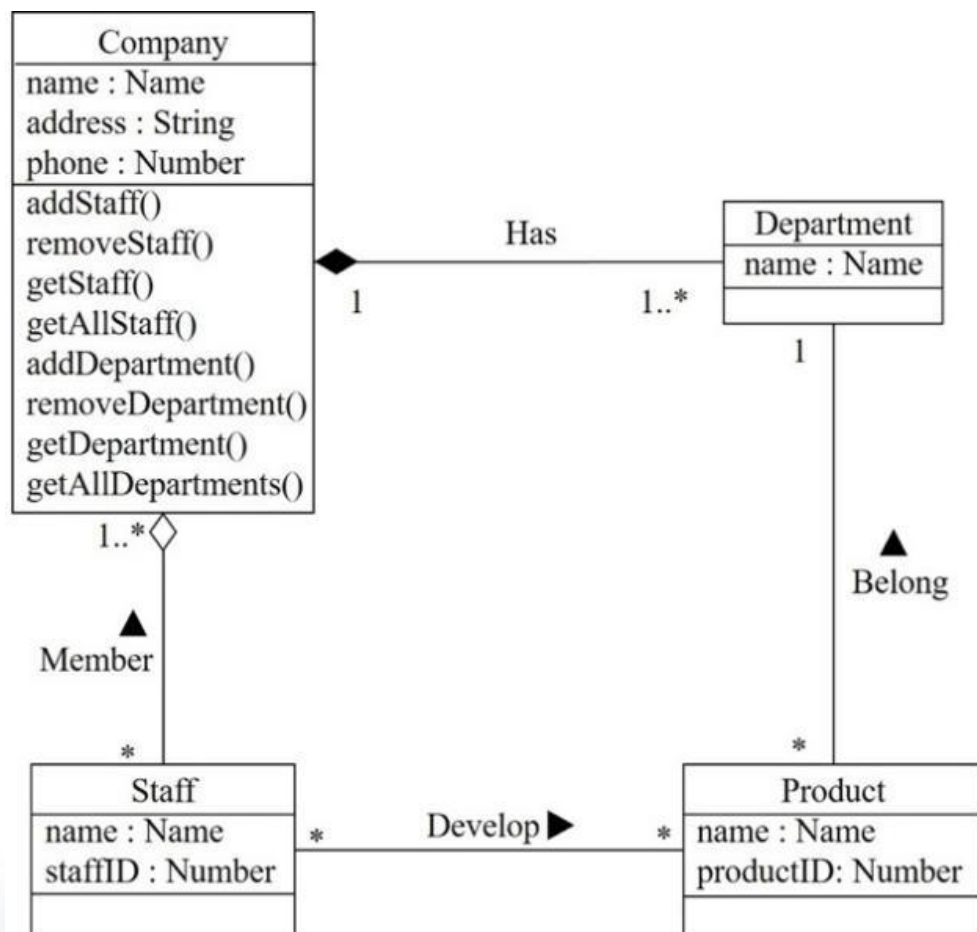 Company
name : Name
address : String
phone : Number
addStaff()
removeStaff()
getStaff()
getAllStaff()
addDepartment()
removeDepartment()
getDepartment()
getAllDepartments()
Has
1
1..*
Department
name : Name
1
1..*
Belong
Member
*
*
Staff
name : Name
staffID : Number
*
Develop
*
Product
name : Name
productID: Number